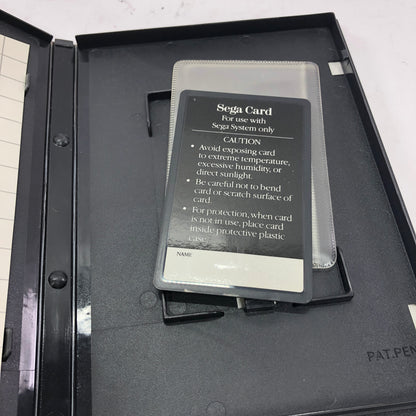 Sega Card
For use with
Sega System only
CAUTION
• Avoid exposing card
to extreme temperature,
excessive humidity, or
direct sunlight.
• Be careful not to bend
card or scratch surface of
card.
• For protection, when card
is not in use, place card
inside protective plastic
case.
NAME
PAT.PEN